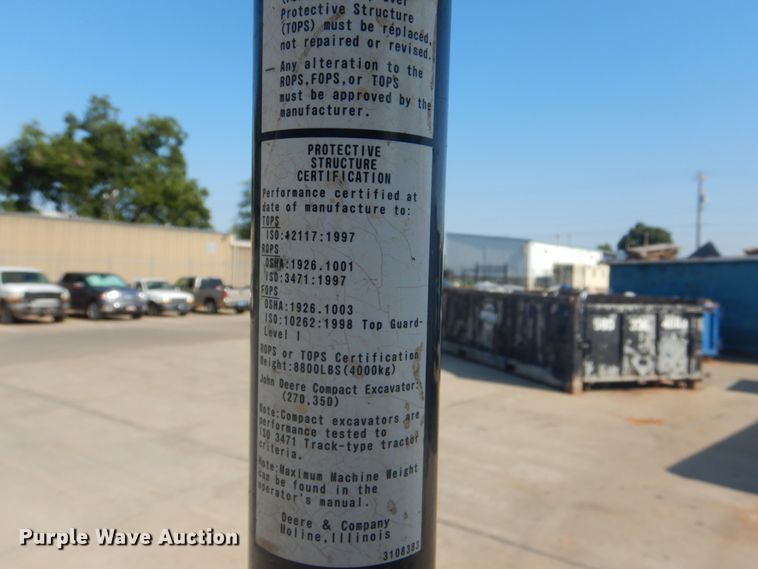 Protective Structure
(TOPS) must be replaced,
not repaired or revised.
— Any alteration to the
ROPS,FOPS,or TOPS
must be approved by the
manufacturer.
PROTECTIVE
STRUCTURE
CERTIFICATION
Performance certified at
date of manufacture to:
TOPS
ISO:12117:1997
ROPS
OSHA:1926.1001
ISO:3471:1997
FOPS
OSHA:1926.1003
ISO:10262:1998 Top Guard-
Level I
ROPS or TOPS Certification
Weight:8800LBS(4000kg)
John Deere Compact Excavator:
(27D,35D)
Note:Compact excavators are
performance tested to
ISO 3471 Track-type tractor
criteria.
Note:Maximum Machine Weight
can be found in the
operator's manual.
Deere & Company
Moline,Illinois
3108383
Purple Wave Auction